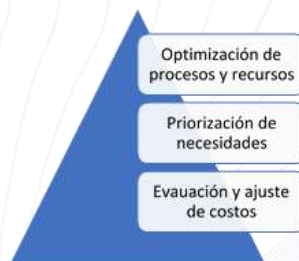 Optimización de
procesos y recursos
Priorización de
necesidades
Evauación y ajuste
de costos